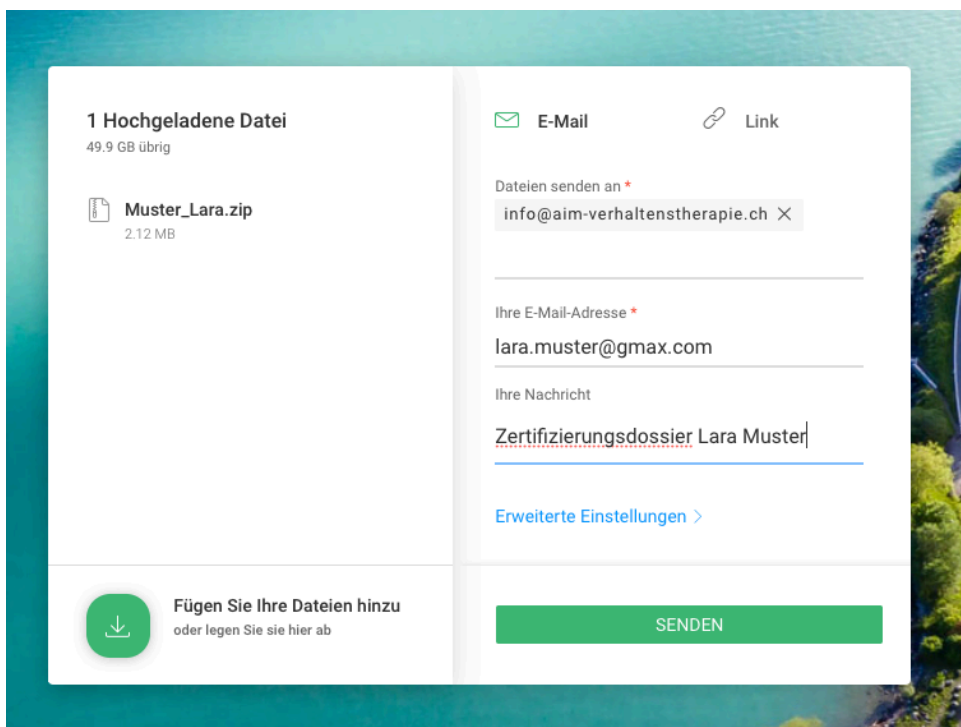 1 Hochgeladene Datei
49.9 GB übrig
Muster_Lara.zip
2.12 MB
Fügen Sie Ihre Dateien hinzu
oder legen Sie sie hier ab
E-Mail
Link
Dateien senden an *
info@aim-verhaltenstherapie.ch
Ihre E-Mail-Adresse *
lara.muster@gmax.com
Ihre Nachricht
Zertifizierungsdossier Lara Muster
Erweiterte Einstellungen
SENDEN